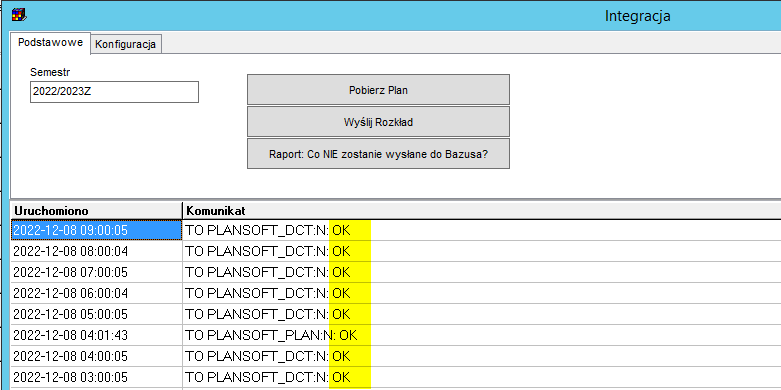 Integracja
Podstawowe Konfiguracja
Semestr
2022/2023Z
Pobierz Plan
Wyślij Rozkład
Raport: Co NIE zostanie wysłane do Bazusa?
Uruchomiono Komunikat
2022-12-08 09:00:05 TO PLANSOFT_DCT:N: OK
2022-12-08 08:00:04 TO PLANSOFT_DCT:N: OK
2022-12-08 07:00:05 TO PLANSOFT_DCT:N: OK
2022-12-08 06:00:04 TO PLANSOFT_DCT:N: OK
2022-12-08 05:00:05 TO PLANSOFT_DCT:N: OK
2022-12-08 04:01:43 TO PLANSOFT_PLAN:N: OK
2022-12-08 04:00:05 TO PLANSOFT_DCT:N: OK
2022-12-08 03:00:05 TO PLANSOFT_DCT:N: OK